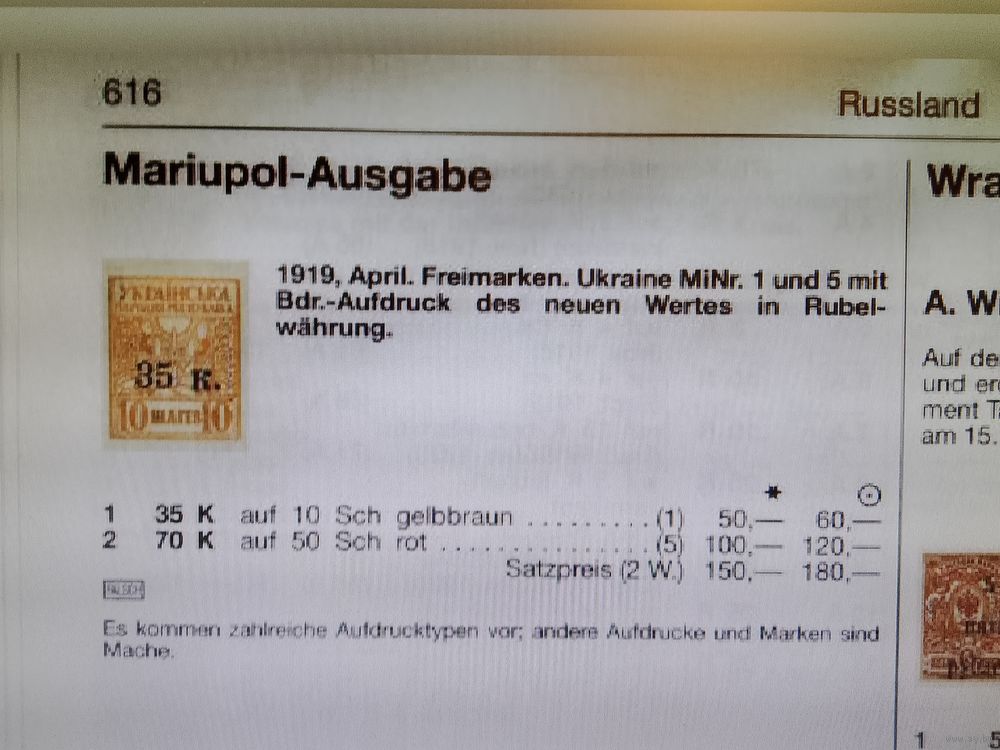 616
Russland
Mariupol-Ausgabe
УКРАЇНСЬКА
35 к.
10 ШАГІВ 10
1919, April. Freimarken. Ukraine MiNr. 1 und 5 mit
Bdr.-Aufdruck des neuen Wertes in Rubel-
währung.
* ⊙
1 35 K auf 10 Sch gelbbraun ..........(1) 50,— 60,—
2 70 K auf 50 Sch rot ................(5) 100,— 120,—
Satzpreis (2 W.) 150,— 180,—
FALSCH
Es kommen zahlreiche Aufdrucktypen vor; andere Aufdrucke und Marken sind
Mache.
Wra
A. W
Auf de
und er
ment T
am 15.
1 5